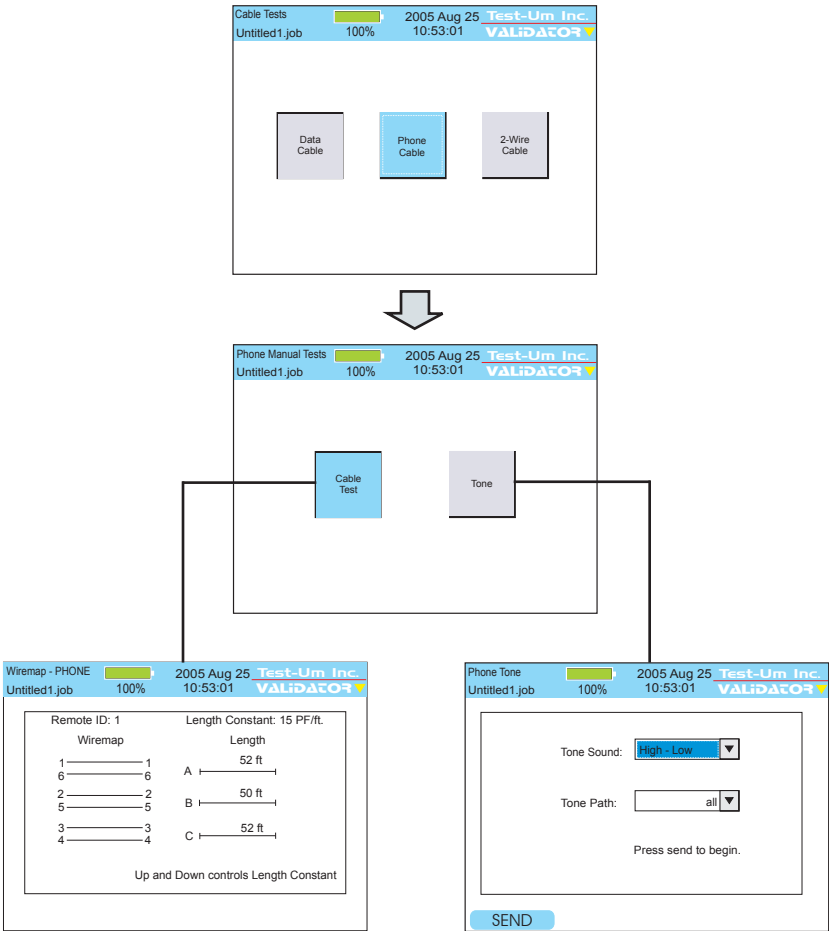 Cable Tests 2005 Aug 25 Test-Um Inc.
Untitled1.job 100% 10:53:01 VALIDATOR
Data
Cable
Phone
Cable
2-Wire
Cable
Phone Manual Tests 2005 Aug 25 Test-Um Inc.
Untitled1.job 100% 10:53:01 VALIDATOR
Cable
Test
Tone
Wiremap - PHONE 2005 Aug 25 Test-Um Inc.
Untitled1.job 100% 10:53:01 VALIDATOR
Remote ID: 1 Length Constant: 15 PF/ft.
Wiremap Length
1 1
6 6
A 52 ft
2 2
5 5
B 50 ft
3 3
4 4
C 52 ft
Up and Down controls Length Constant
Phone Tone 2005 Aug 25 Test-Um Inc.
Untitled1.job 100% 10:53:01 VALIDATOR
Tone Sound: High - Low
Tone Path: all
Press send to begin.
SEND